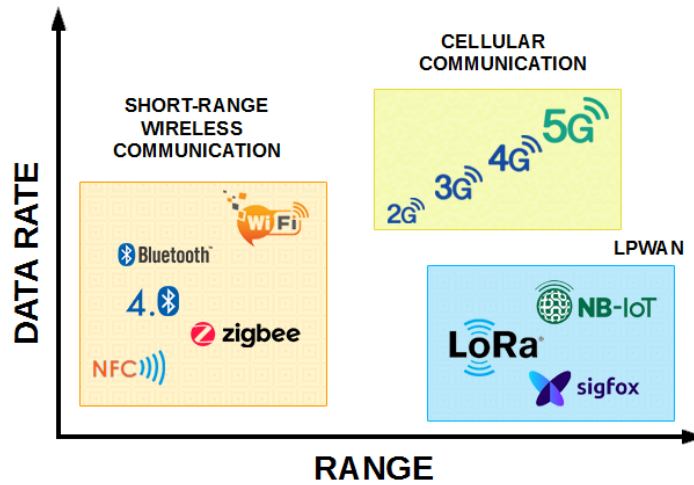 CELLULAR
COMMUNICATION
SHORT-RANGE
WIRELESS
COMMUNICATION
5G
4G
3G
2G
WiFi
Bluetooth™
4.0
zigbee
NFC
LPWAN
NB-IoT
LoRa®
sigfox
DATA RATE
RANGE